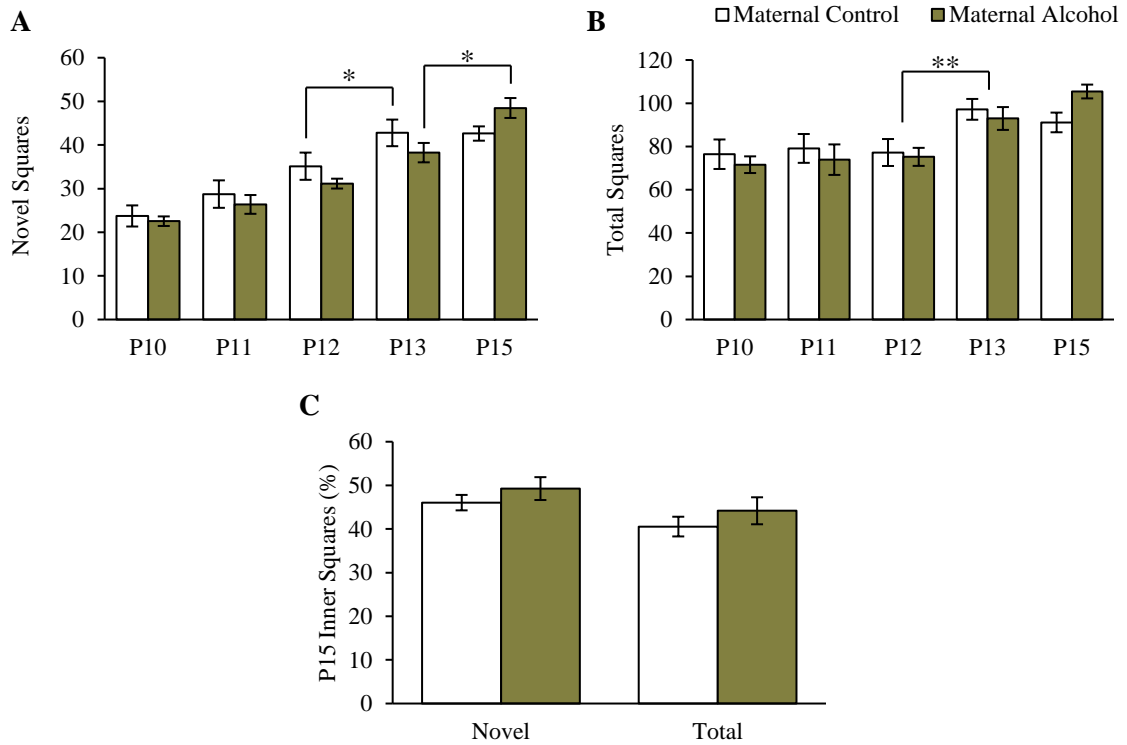 Maternal Control Maternal Alcohol
A
Novel Squares
60
50
40
30
20
10
0
*
*
P10 P11 P12 P13 P15
B
Total Squares
120
100
80
60
40
20
0
**
P10 P11 P12 P13 P15
C
P15 Inner Squares (%)
60
50
40
30
20
10
0
Novel Total